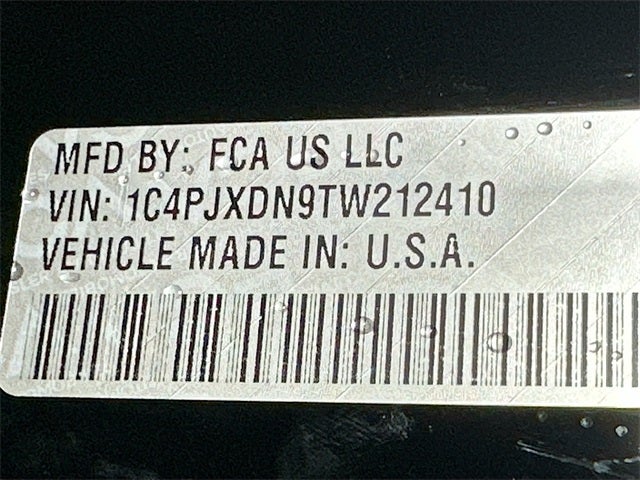 MFD BY: FCA US LLC
VIN: 1C4PJXDN9TW212410
VEHICLE MADE IN: U.S.A.